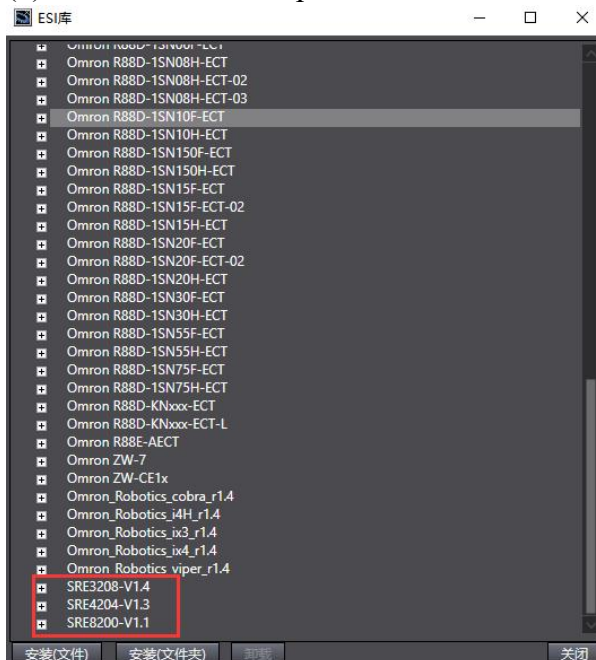 ESI库
Omron R88D-1SN08H-ECT
Omron R88D-1SN08H-ECT-02
Omron R88D-1SN08H-ECT-03
Omron R88D-1SN10F-ECT
Omron R88D-1SN10H-ECT
Omron R88D-1SN150F-ECT
Omron R88D-1SN150H-ECT
Omron R88D-1SN15F-ECT
Omron R88D-1SN15F-ECT-02
Omron R88D-1SN15H-ECT
Omron R88D-1SN20F-ECT
Omron R88D-1SN20F-ECT-02
Omron R88D-1SN20H-ECT
Omron R88D-1SN30F-ECT
Omron R88D-1SN30H-ECT
Omron R88D-1SN55F-ECT
Omron R88D-1SN55H-ECT
Omron R88D-1SN75F-ECT
Omron R88D-1SN75H-ECT
Omron R88D-KNxxx-ECT
Omron R88D-KNxxx-ECT-L
Omron R88E-AECT
Omron ZW-7
Omron ZW-CE1x
Omron_Robotics_cobra_r1.4
Omron_Robotics_i4H_r1.4
Omron_Robotics_ix3_r1.4
Omron_Robotics_ix4_r1.4
Omron_Robotics_viper_r1.4
SRE3208-V1.4
SRE4204-V1.3
SRE8200-V1.1
安装(文件) 安装(文件夹) 卸载 关闭